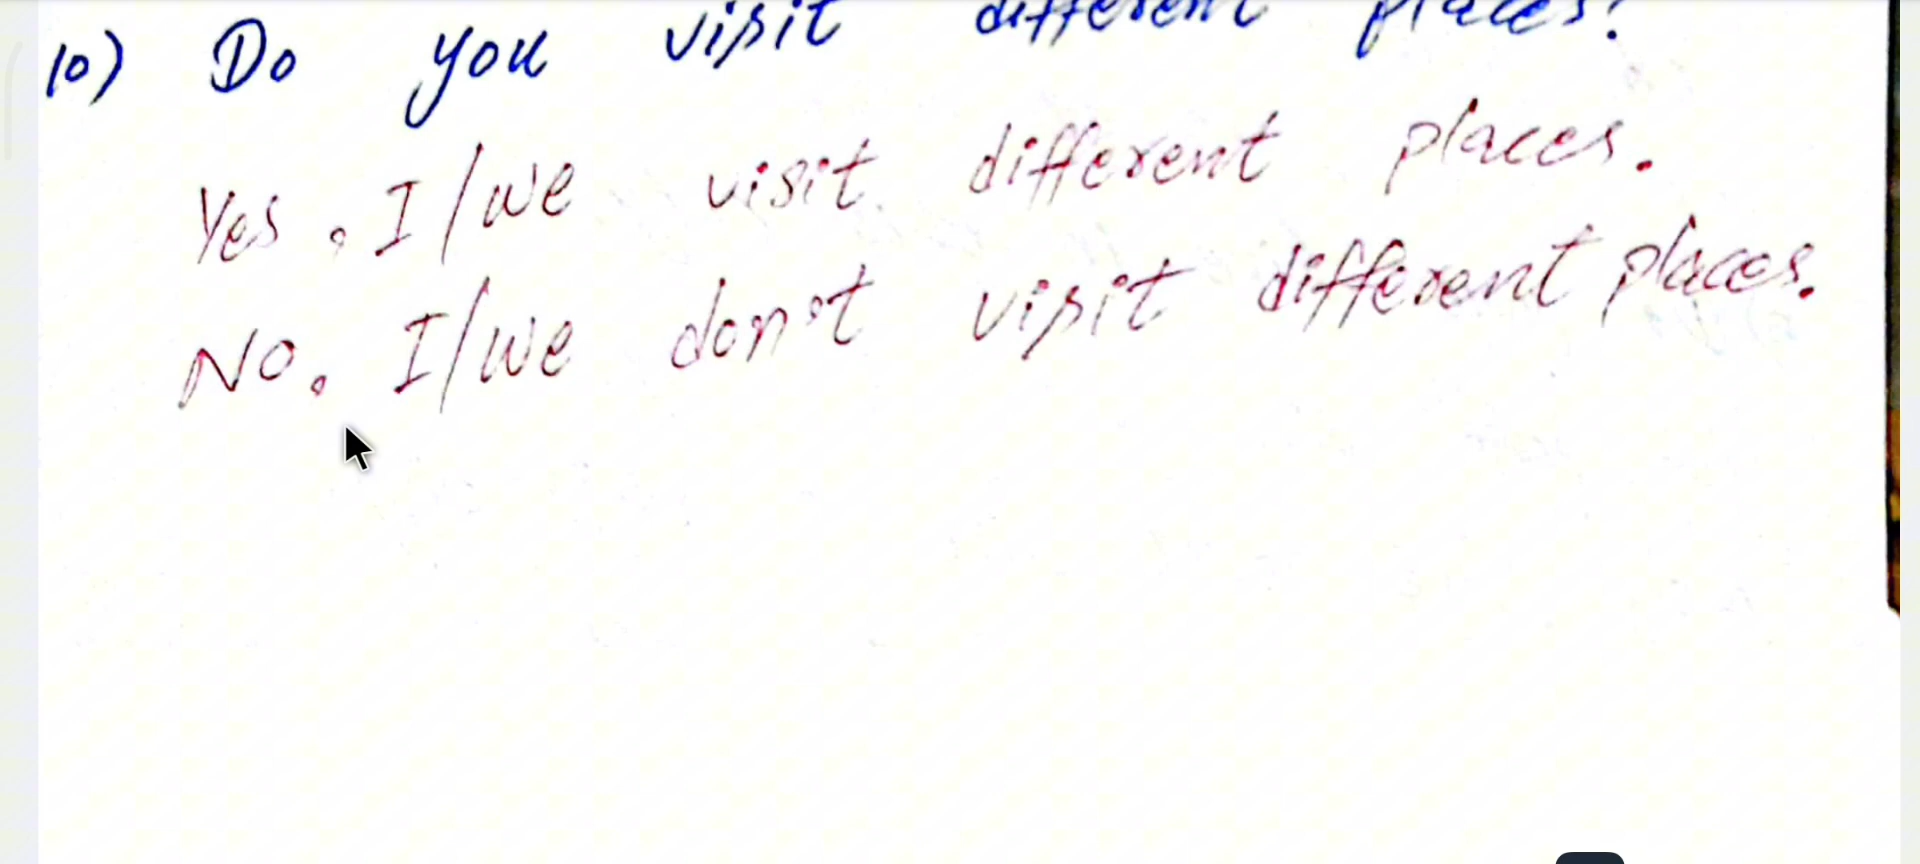 10) Do you visit different places?
Yes, I/we visit different places.
No, I/we don't visit different places.